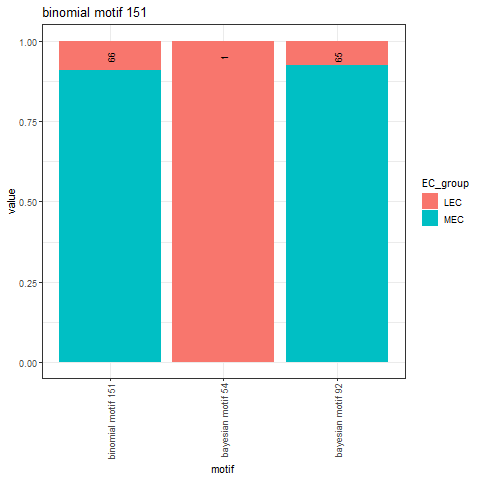 binomial motif 151
1.00
0.75
0.50
0.25
0.00
value
66
1
65
binomial motif 151
bayesian motif 54
bayesian motif 92
motif
EC_group
LEC
MEC